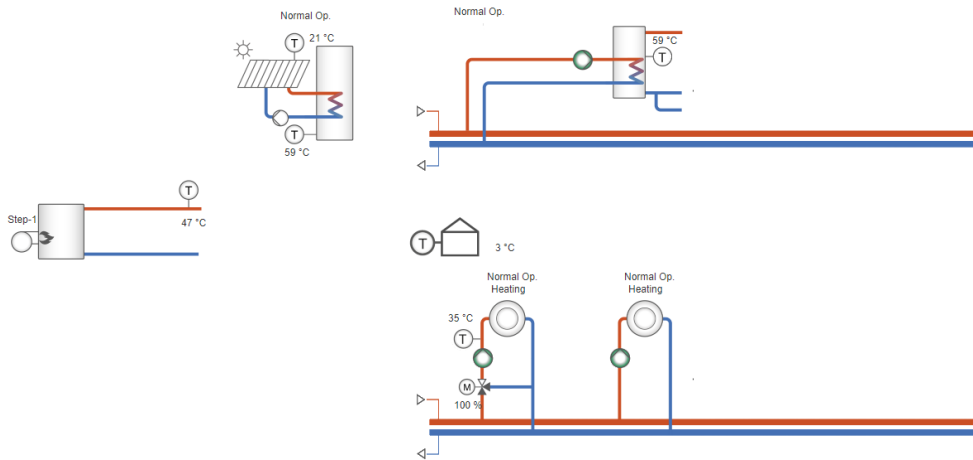 Normal Op.
T
21 °C
T
59 °C
Normal Op.
59 °C
T
T
47 °C
Step-1
T
3 °C
Normal Op.
Heating
35 °C
T
M
100 %
Normal Op.
Heating